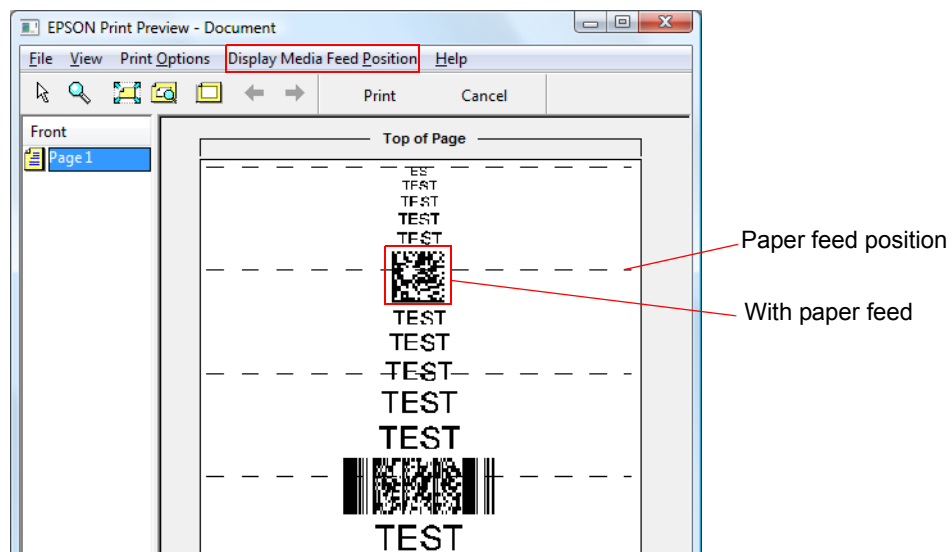 EPSON Print Preview - Document
File View Print Options Display Media Feed Position Help
Print Cancel
Front
Page 1
Top of Page
ES
TEST
TEST
TEST
TEST
Paper feed position
With paper feed
TEST
TEST
TEST
TEST
TEST
TEST